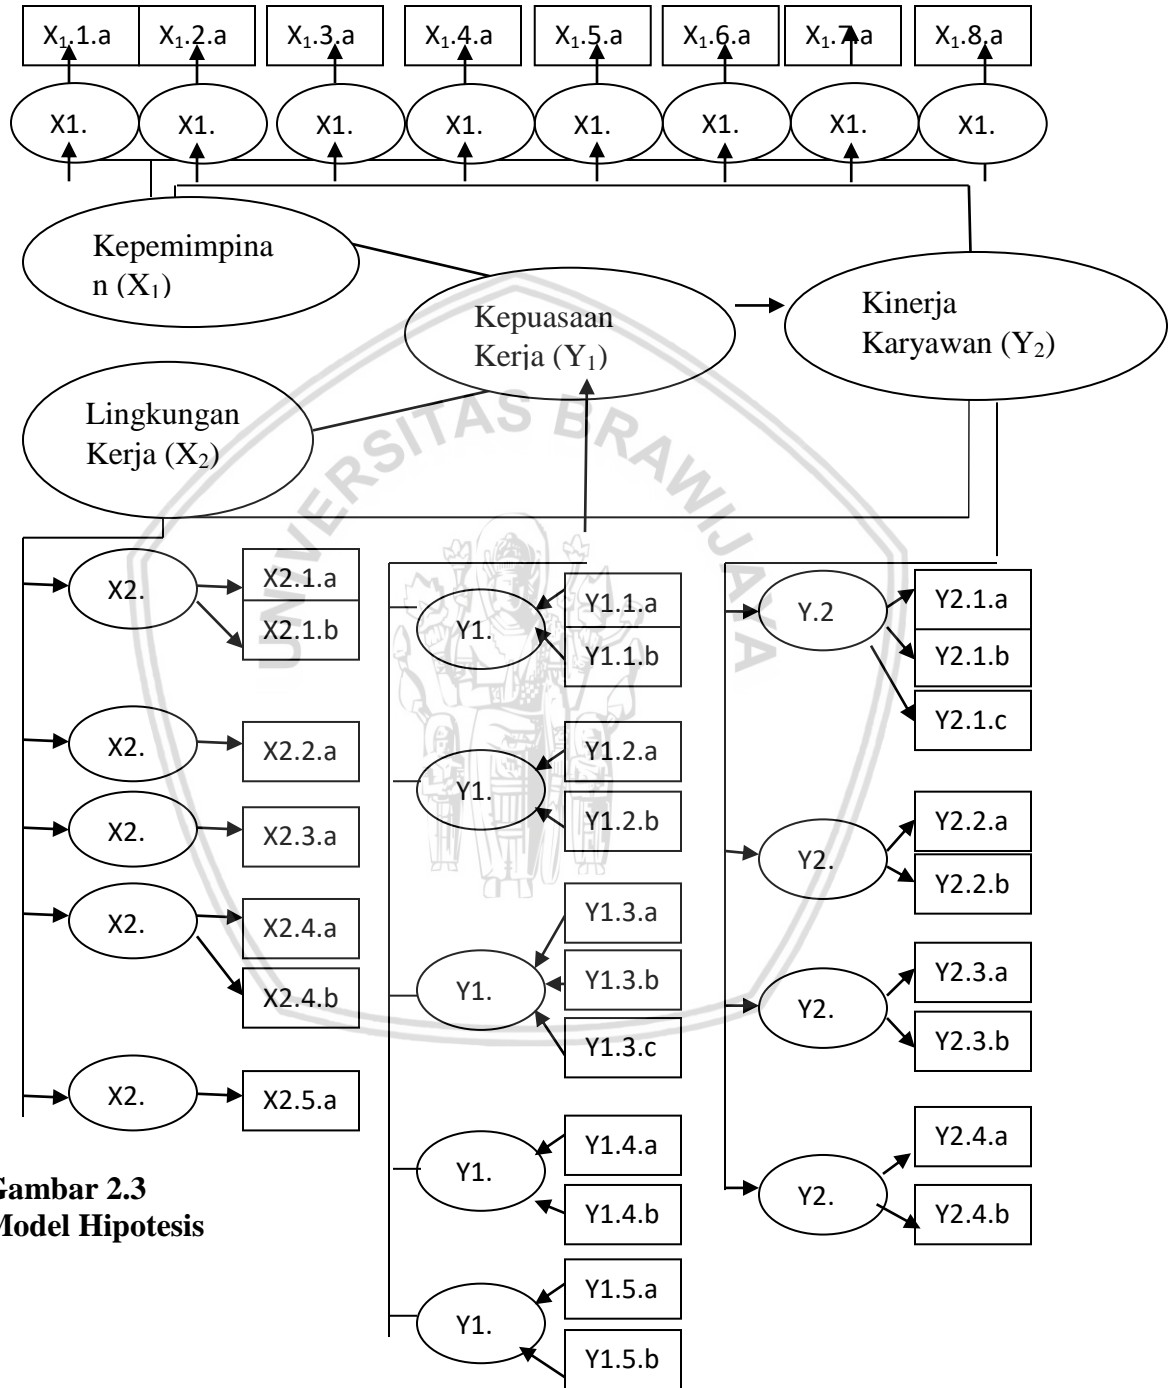 X₁.1.a X₁.2.a X₁.3.a X₁.4.a X₁.5.a X₁.6.a X₁.7.a X₁.8.a
X1. X1. X1. X1. X1. X1. X1. X1.
Kepemimpina
n (X₁)
Kepuasaan
Kerja (Y₁)
Kinerja
Karyawan (Y₂)
Lingkungan
Kerja (X₂)
UNIVERSITAS BRAWIJAYA
X2.
X2.1.a
X2.1.b
X2.
X2.2.a
X2.
X2.3.a
X2.
X2.4.a
X2.4.b
X2.
X2.5.a
Y1.
Y1.1.a
Y1.1.b
Y1.
Y1.2.a
Y1.2.b
Y1.
Y1.3.a
Y1.3.b
Y1.3.c
Y1.
Y1.4.a
Y1.4.b
Y1.
Y1.5.a
Y1.5.b
Y.2
Y2.1.a
Y2.1.b
Y2.1.c
Y2.
Y2.2.a
Y2.2.b
Y2.
Y2.3.a
Y2.3.b
Y2.
Y2.4.a
Y2.4.b
Gambar 2.3
Model Hipotesis